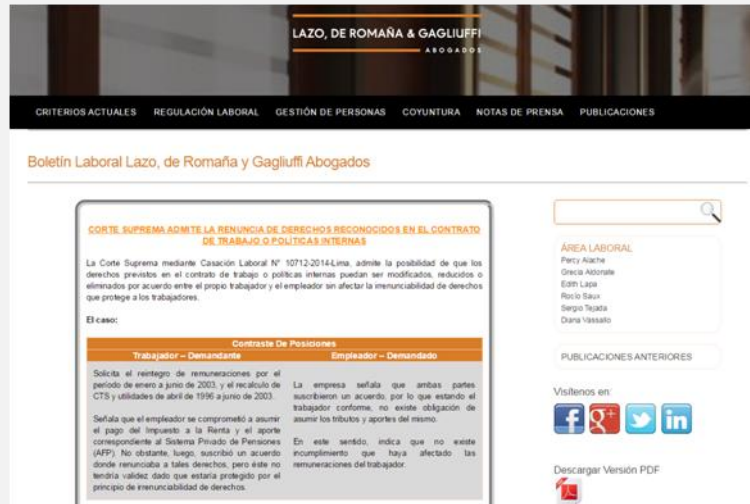 LAZO, DE ROMAÑA & GAGLIUFFI
ABOGADOS
CRITERIOS ACTUALES REGULACIÓN LABORAL GESTIÓN DE PERSONAS COYUNTURA NOTAS DE PRENSA PUBLICACIONES
Boletín Laboral Lazo, de Romaña y Gagliuffi Abogados
CORTE SUPREMA ADMITE LA RENUNCIA DE DERECHOS RECONOCIDOS EN EL CONTRATO
DE TRABAJO O POLÍTICAS INTERNAS
La Corte Suprema mediante Casación Laboral N° 10712-2014-Lima, admite la posibilidad de que los
derechos previstos en el contrato de trabajo o políticas internas puedan ser modificados, reducidos o
eliminados por acuerdo entre el propio trabajador y el empleador sin afectar la irrenunciabilidad de derechos
que protege a los trabajadores.
El caso:
Contraste De Posiciones
Trabajador – Demandante
Solicita el reintegro de remuneraciones por el
período de enero a junio de 2003, y el recalculo de
CTS y utilidades de abril de 1996 a junio de 2003.
Señala que el empleador se comprometió a asumir
el pago del Impuesto a la Renta y el aporte
correspondiente al Sistema Privado de Pensiones
(AFP). No obstante, luego, suscribió un acuerdo
donde renunciaba a tales derechos, pero éste no
tendría validez dado que estaría protegido por el
principio de irrenunciabilidad de derechos.
Empleador – Demandado
La empresa señala que ambas partes
suscribieron un acuerdo, por lo que estando el
trabajador conforme, no existe obligación de
asumir los tributos y aportes del mismo.
En este sentido, indica que no existe
incumplimiento que haya afectado las
remuneraciones del trabajador.
ÁREA LABORAL
Percy Alache
Grecia Aldonate
Edith Lapa
Rocío Saux
Sergio Tejada
Diana Vassallo
PUBLICACIONES ANTERIORES
Visítenos en:
f g+ in
Descargar Versión PDF